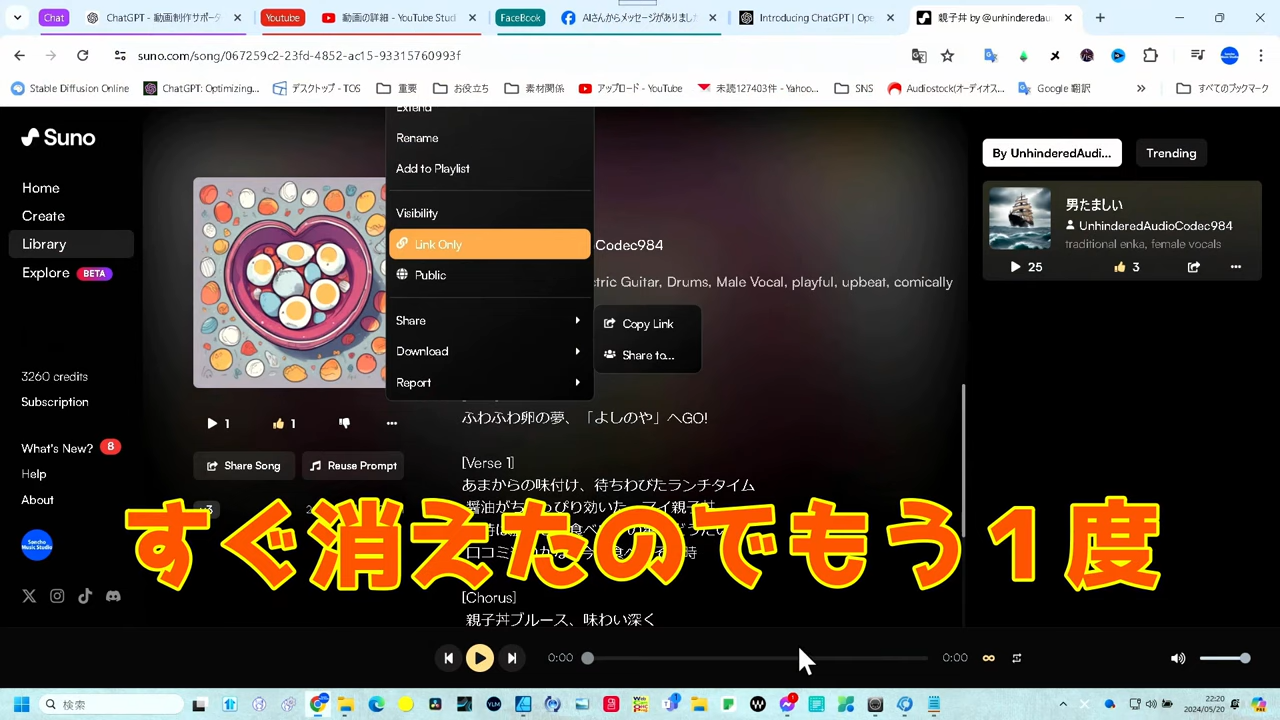 Chat
ChatGPT - 動画制作サポータ
Youtube
動画の詳細 - YouTube Stud
FaceBook
AIさんからメッセージがありまし
Introducing ChatGPT | Ope
親子丼 by @unhinderedau
suno.com/song/067259c2-23fd-4852-ac15-93315760993f
Stable Diffusion Online
ChatGPT: Optimizing...
デスクトップ - TOS
重要
お役立ち
素材関係
アップロード - YouTube
未読127403件 - Yahoo...
SNS
Audiostock(オーディオス...
Google 翻訳
すべてのブックマーク
Suno
Home
Create
Library
Explore BETA
3260 credits
Subscription
What's New? 8
Help
About
Extend
Rename
Add to Playlist
Visibility
Link Only
Public
Share
Download
Report
Copy Link
Share to...
Codec984
ctric Guitar, Drums, Male Vocal, playful, upbeat, comically
1
1
Share Song
Reuse Prompt
ふわふわ卵の夢、「よしのや」へGO!
[Verse 1]
あまからの味付け、待ちわびたランチタイム
すぐ消えたのでもう1度
[Chorus]
親子丼ブルース、味わい深く
By UnhinderedAudi...
Trending
男たましい
UnhinderedAudioCodec984
traditional enka, female vocals
25
3
0:00
0:00
検索
22:20
2024/05/20